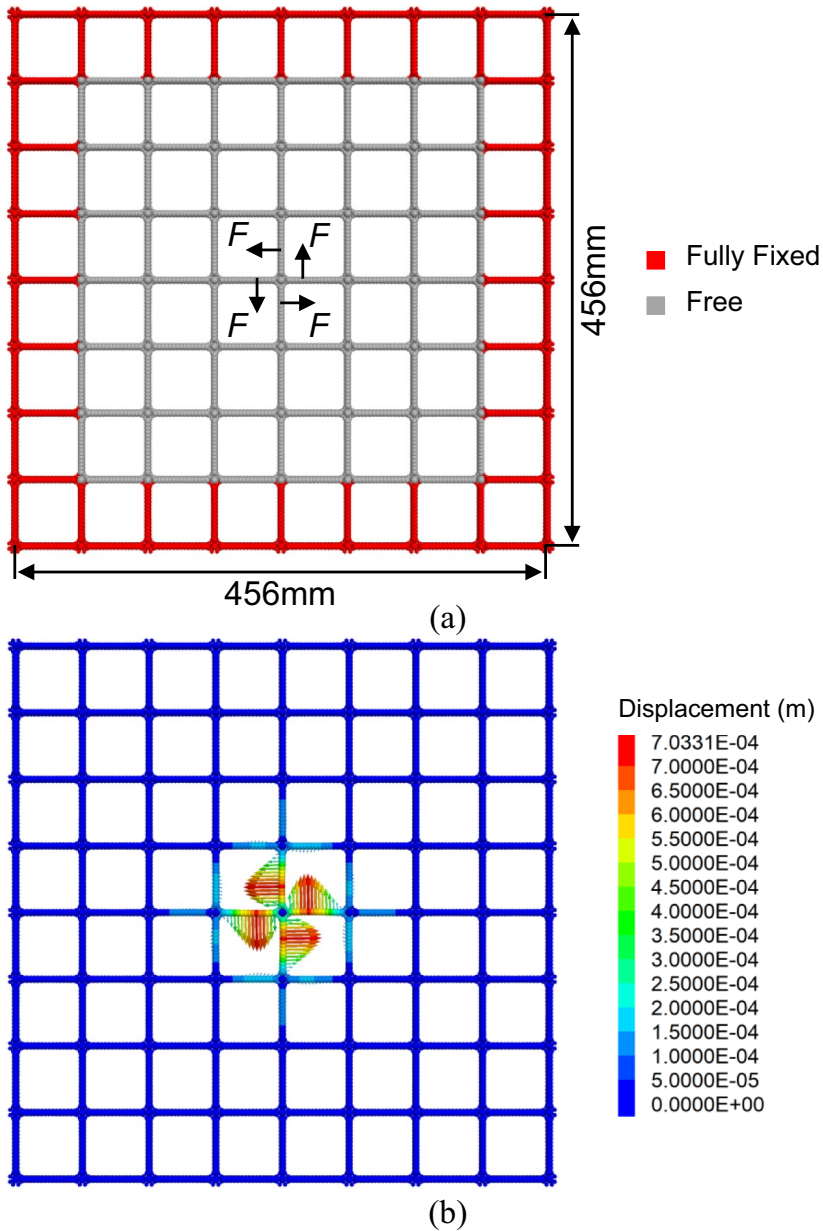 F F
F F
456mm
Fully Fixed
Free
456mm
(a)
Displacement (m)
7.0331E-04
7.0000E-04
6.5000E-04
6.0000E-04
5.5000E-04
5.0000E-04
4.5000E-04
4.0000E-04
3.5000E-04
3.0000E-04
2.5000E-04
2.0000E-04
1.5000E-04
1.0000E-04
5.0000E-05
0.0000E+00
(b)